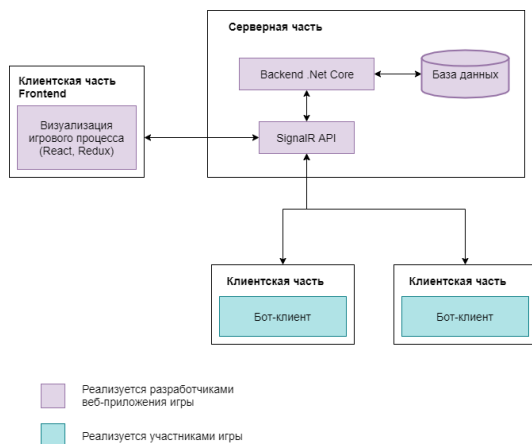 Серверная часть
Backend .Net Core
База данных
Клиентская часть
Frontend
Визуализация
игрового процесса
(React, Redux)
SignalR API
Клиентская часть
Бот-клиент
Клиентская часть
Бот-клиент
Реализуется разработчиками
веб-приложения игры
Реализуется участниками игры